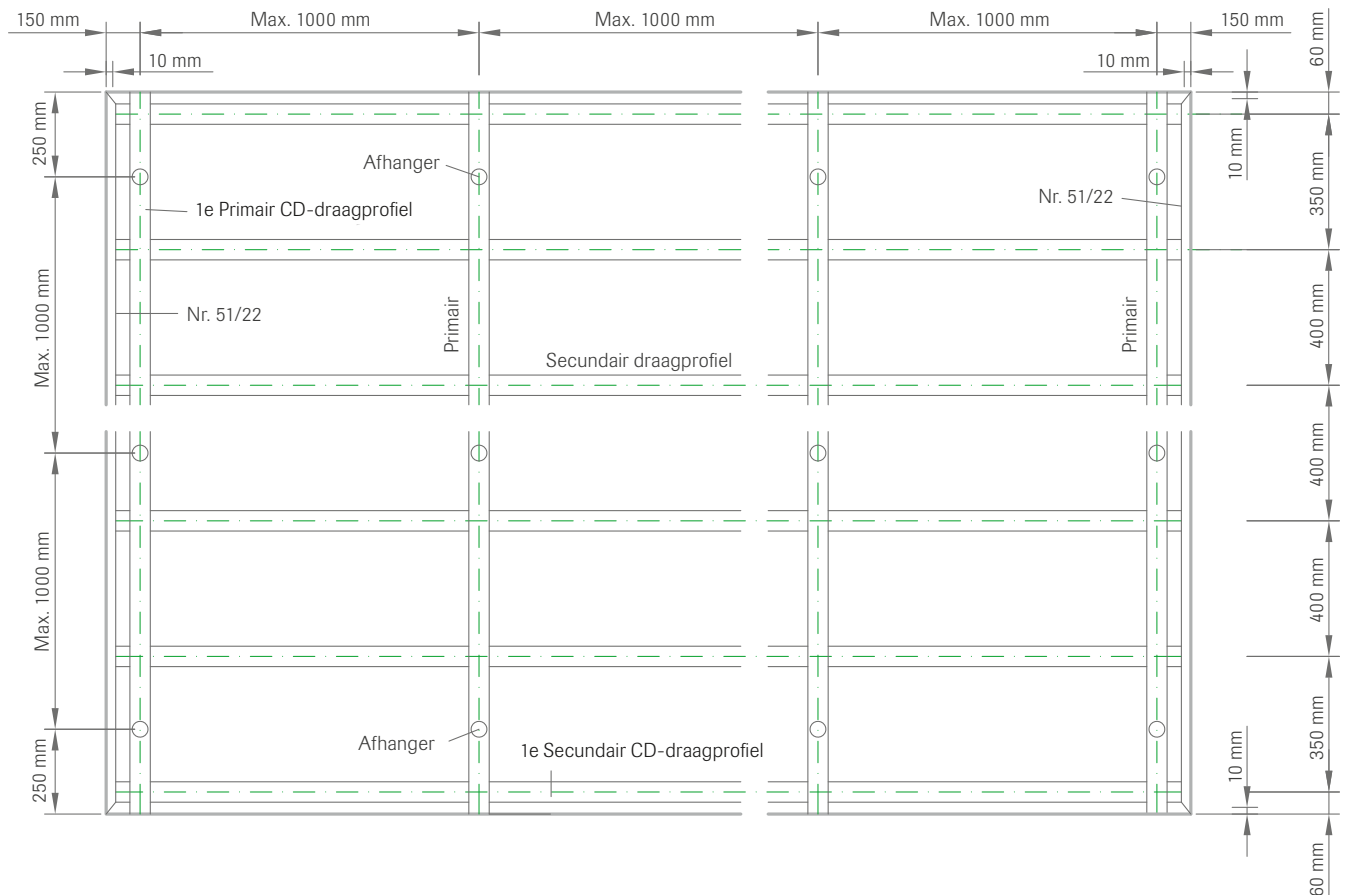 150 mm
Max. 1000 mm
Max. 1000 mm
Max. 1000 mm
150 mm
60 mm
10 mm
10 mm
250 mm
10 mm
Afhanger
350 mm
Nr. 51/22
1e Primair CD-draagprofiel
Max. 1000 mm
Nr. 51/22
Primair
Primair
400 mm
Secundair draagprofiel
400 mm
Max. 1000 mm
400 mm
Afhanger
1e Secundair CD-draagprofiel
350 mm
250 mm
10 mm
60 mm